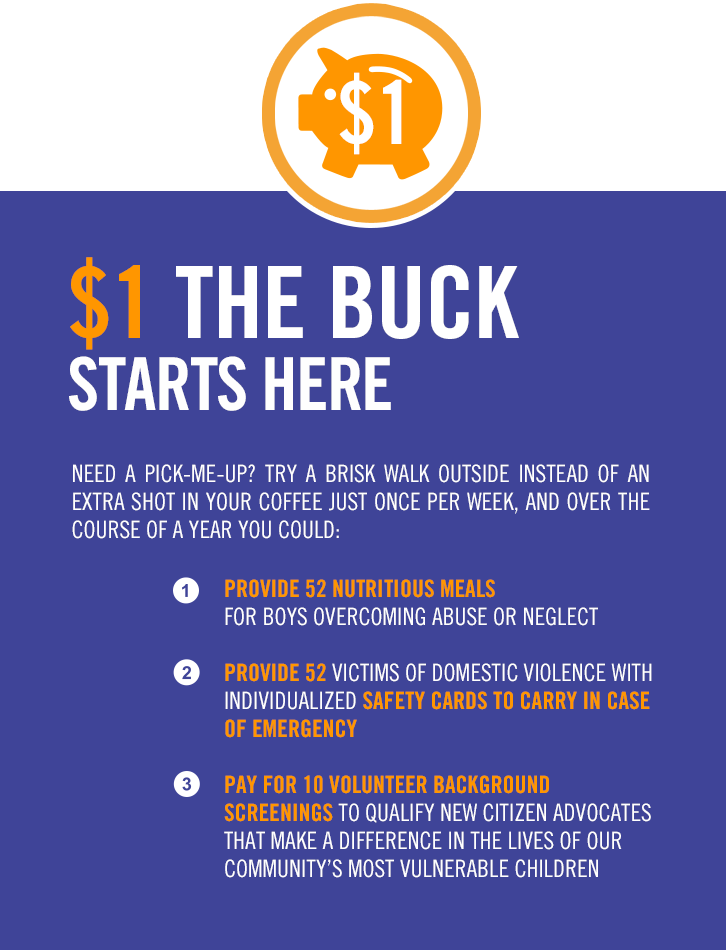 $1
$1 THE BUCK
STARTS HERE
NEED A PICK-ME-UP? TRY A BRISK WALK OUTSIDE INSTEAD OF AN
EXTRA SHOT IN YOUR COFFEE JUST ONCE PER WEEK, AND OVER THE
COURSE OF A YEAR YOU COULD:
1 PROVIDE 52 NUTRITIOUS MEALS
FOR BOYS OVERCOMING ABUSE OR NEGLECT
2 PROVIDE 52 VICTIMS OF DOMESTIC VIOLENCE WITH
INDIVIDUALIZED SAFETY CARDS TO CARRY IN CASE
OF EMERGENCY
3 PAY FOR 10 VOLUNTEER BACKGROUND
SCREENINGS TO QUALIFY NEW CITIZEN ADVOCATES
THAT MAKE A DIFFERENCE IN THE LIVES OF OUR
COMMUNITY'S MOST VULNERABLE CHILDREN